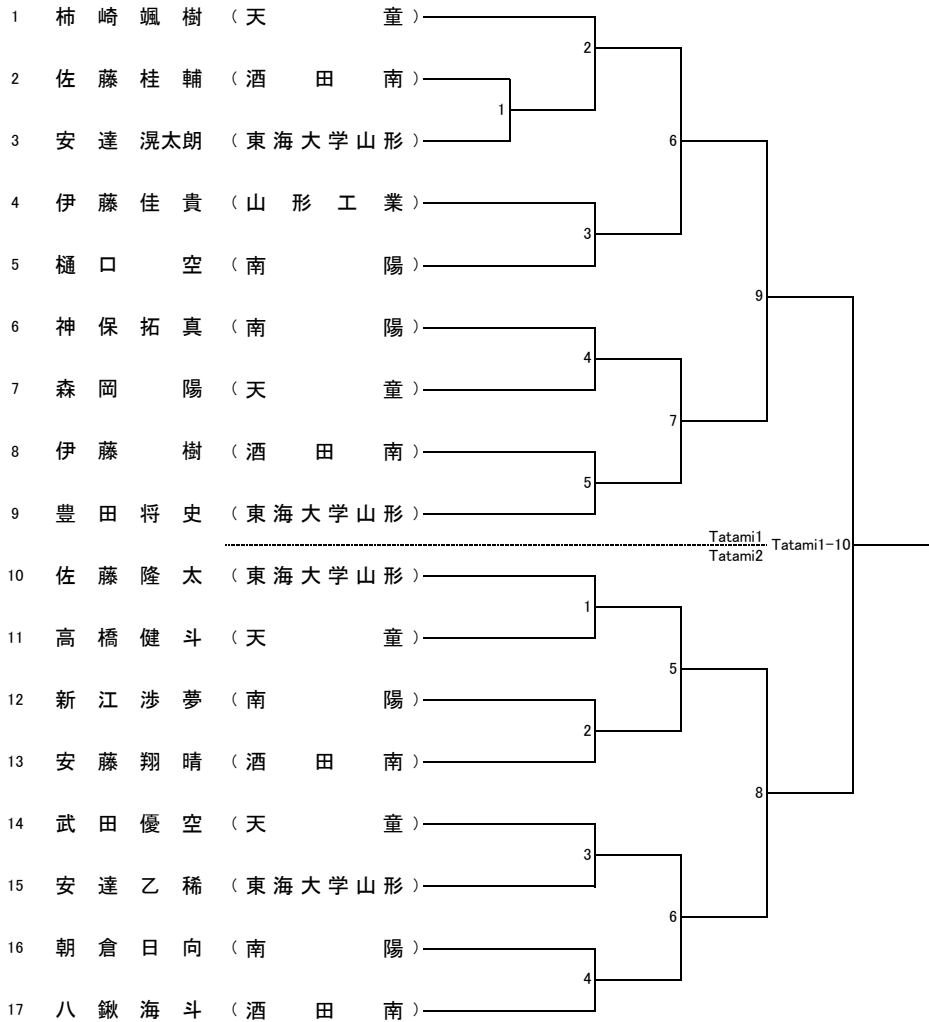 1 柿崎颯樹 （天童）
2
2 佐藤桂輔 （酒田南）
1
3 安達滉太朗 （東海大学山形）
6
4 伊藤佳貴 （山形工業）
3
5 樋口空 （南陽）
9
6 神保拓真 （南陽）
4
7 森岡陽 （天童）
7
8 伊藤樹 （酒田南）
5
9 豊田将史 （東海大学山形）
Tatami1
Tatami1-10
Tatami2
10 佐藤隆太 （東海大学山形）
1
11 高橋健斗 （天童）
5
12 新江渉夢 （南陽）
2
13 安藤翔晴 （酒田南）
8
14 武田優空 （天童）
3
15 安達乙稀 （東海大学山形）
6
16 朝倉日向 （南陽）
4
17 八鍬海斗 （酒田南）